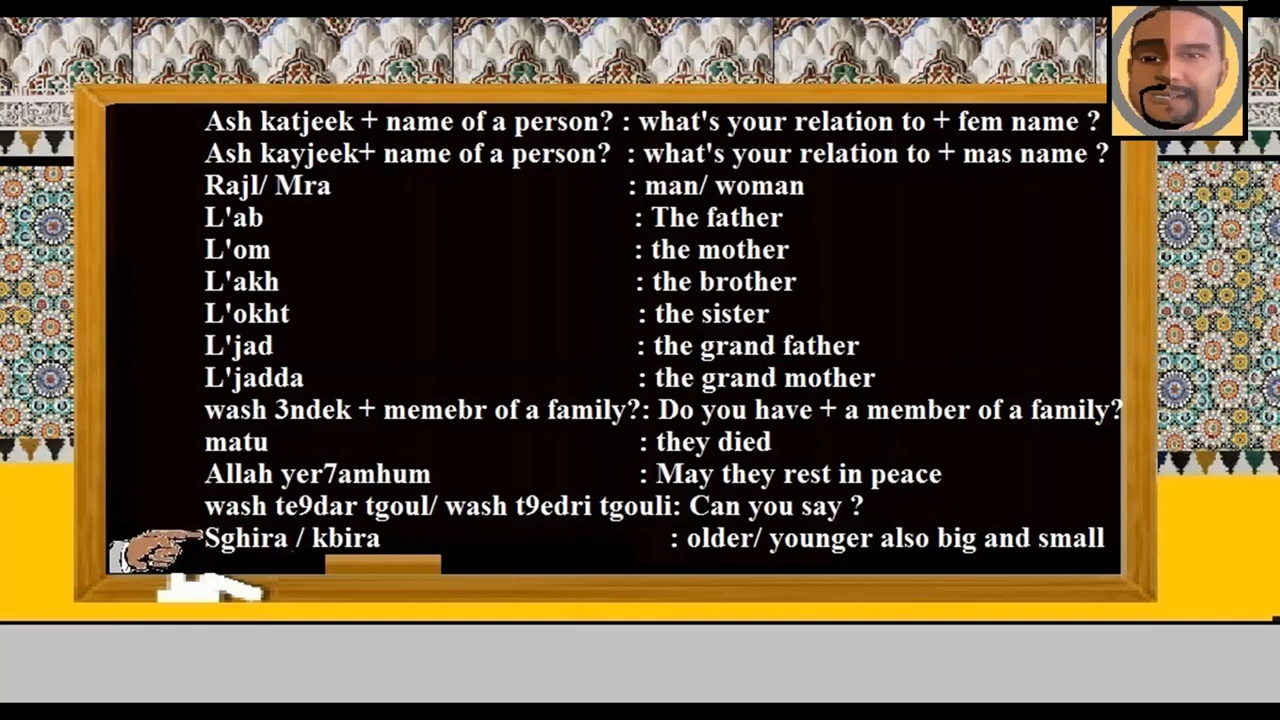 Ash katjeek + name of a person? : what's your relation to + fem name ?
Ash kayjeek+ name of a person? : what's your relation to + mas name ?
Rajl/ Mra : man/ woman
L'ab : The father
L'om : the mother
L'akh : the brother
L'okht : the sister
L'jad : the grand father
L'jadda : the grand mother
wash 3ndek + memebr of a family?: Do you have + a member of a family?
matu : they died
Allah yer7amhum : May they rest in peace
wash te9dar tgoul/ wash t9edri tgouli: Can you say ?
Sghira / kbira : older/ younger also big and small